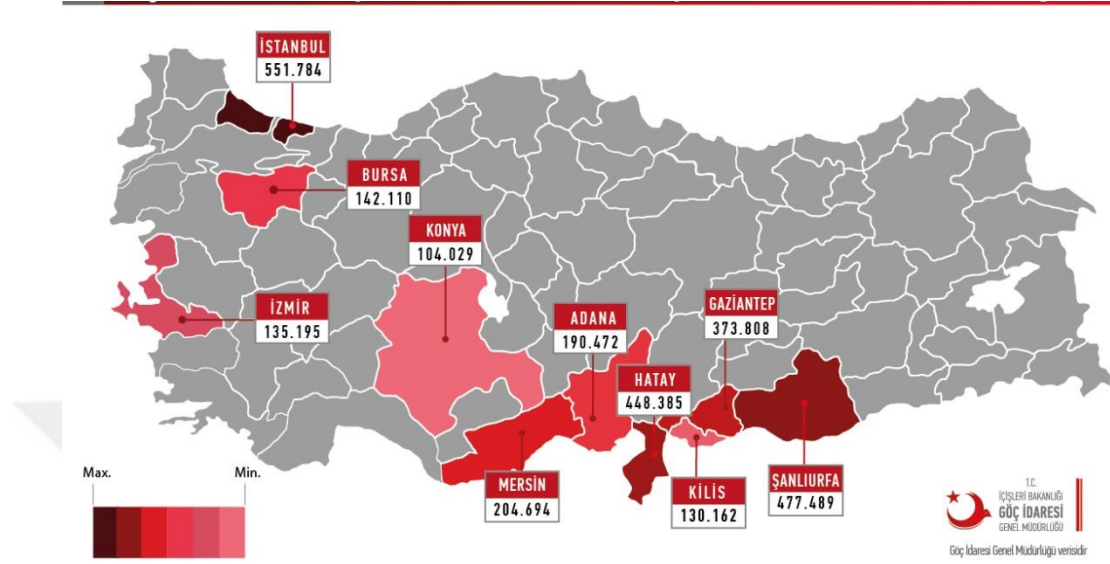 İSTANBUL
551.784
BURSA
142.110
KONYA
104.029
İZMİR
135.195
ADANA
190.472
GAZİANTEP
373.808
HATAY
448.385
MERSİN
204.694
KİLİS
130.162
ŞANLIURFA
477.489
Max.
Min.
T.C.
İÇİŞLERİ BAKANLIĞI
GÖÇ İDARESİ
GENEL MÜDÜRLÜĞÜ
Göç İdaresi Genel Müdürlüğü verisidir